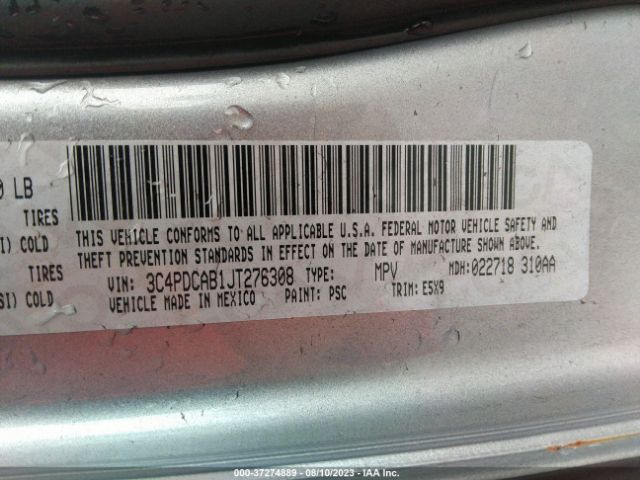 0 LB
TIRES
I) COLD
TIRES
SI) COLD
THIS VEHICLE CONFORMS TO ALL APPLICABLE U.S.A. FEDERAL MOTOR VEHICLE SAFETY AND
THEFT PREVENTION STANDARDS IN EFFECT ON THE DATE OF MANUFACTURE SHOWN ABOVE.
VIN: 3C4PDCAB1JT276308 TYPE: MPV MDH:022718 310AA
VEHICLE MADE IN MEXICO PAINT: PSC TRIM: E5X9
000-37274889 - 08/10/2023 - IAA Inc.